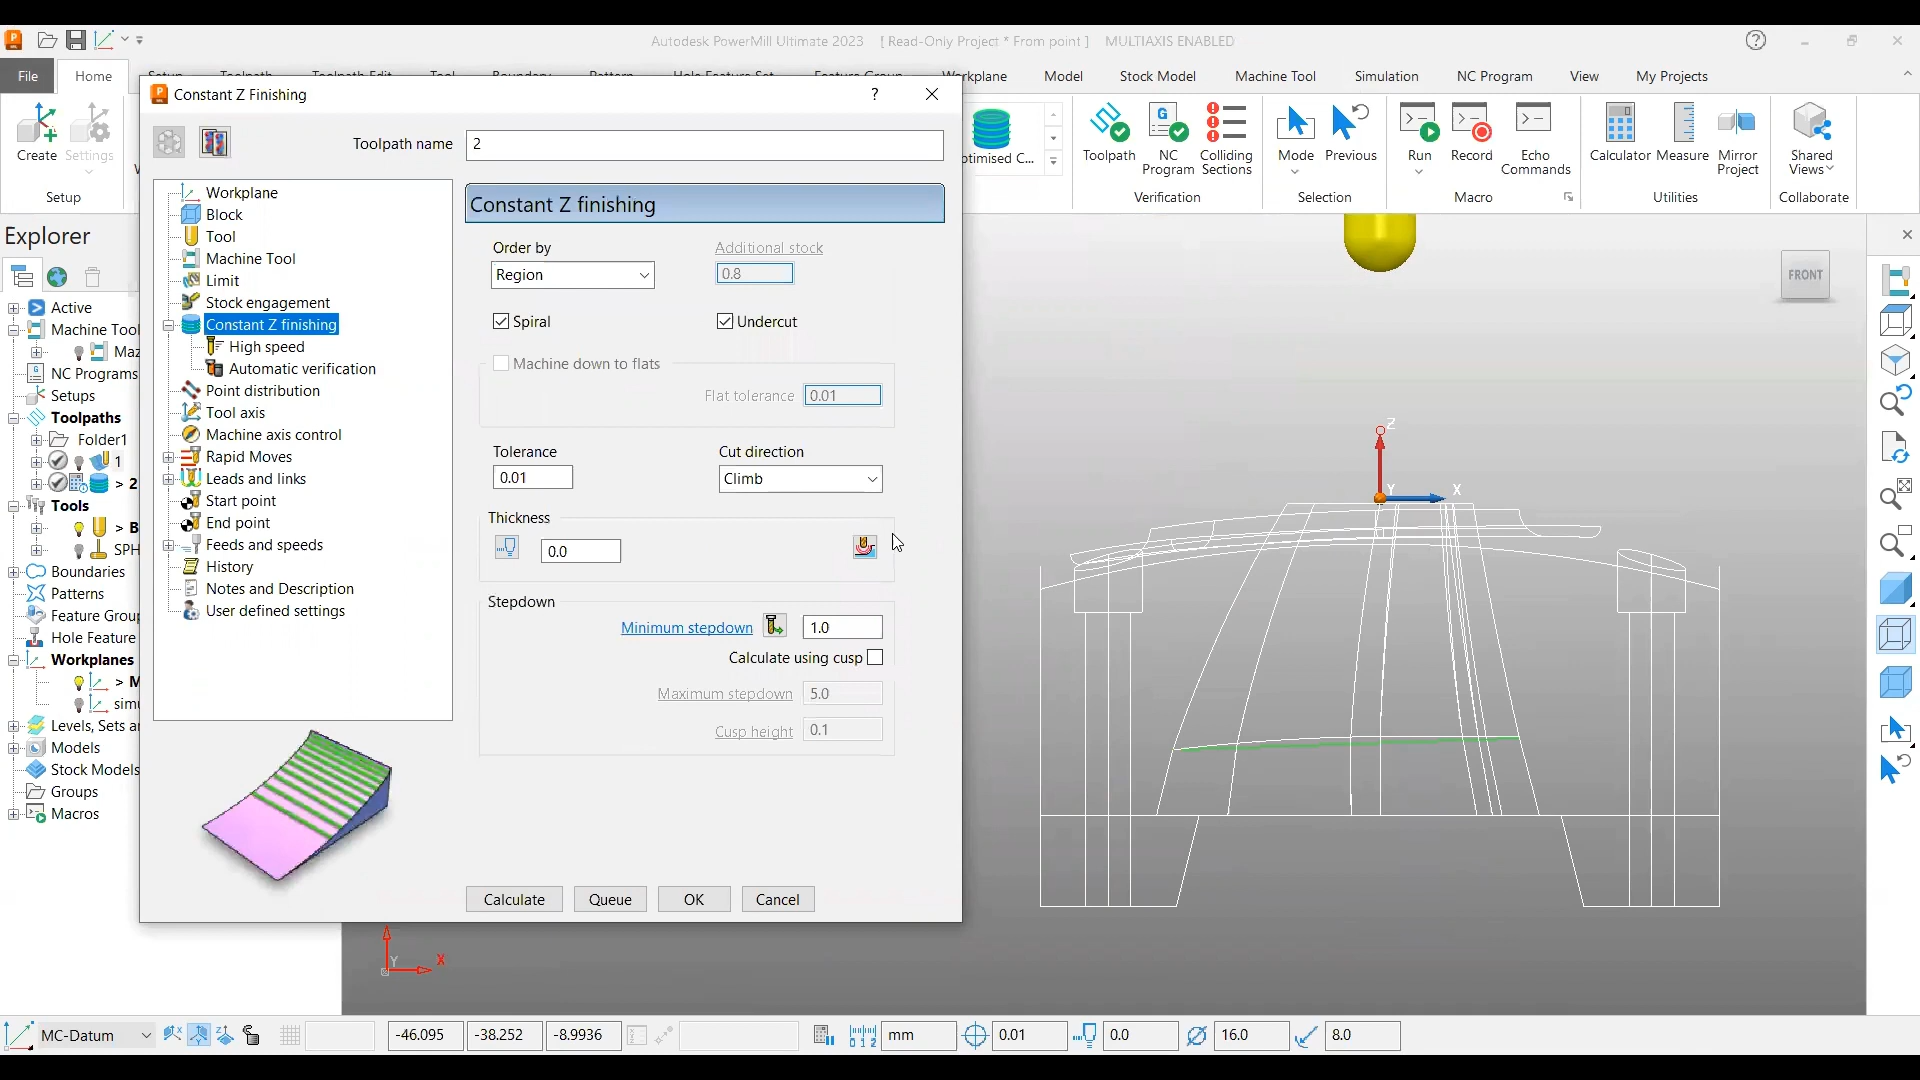 Autodesk PowerMill Ultimate 2023 [ Read-Only Project * From point ] MULTIAXIS ENABLED
File Home Workplane Model Stock Model Machine Tool Simulation NC Program View My Projects
Constant Z Finishing
Toolpath name 2
Create Settings
Setup
Toolpath
NC Program
Colliding Sections
Verification
Mode Previous
Selection
Run Record Echo Commands
Macro
Calculator Measure Mirror Project
Utilities
Shared Views
Collaborate
Explorer
Active
Machine Tool
Maz
NC Programs
Setups
Toolpaths
Folder1
1
> 2
Tools
> B
SPH
Boundaries
Patterns
Feature Grou
Hole Feature
Workplanes
> M
simu
Levels, Sets a
Models
Stock Models
Groups
Macros
Workplane
Block
Tool
Machine Tool
Limit
Stock engagement
Constant Z finishing
High speed
Automatic verification
Point distribution
Tool axis
Machine axis control
Rapid Moves
Leads and links
Start point
End point
Feeds and speeds
History
Notes and Description
User defined settings
Constant Z finishing
Order by Additional stock
Region 0.8
Spiral Undercut
Machine down to flats
Flat tolerance 0.01
Tolerance Cut direction
0.01 Climb
Thickness
0.0
Stepdown
Minimum stepdown 1.0
Calculate using cusp
Maximum stepdown 5.0
Cusp height 0.1
Calculate Queue OK Cancel
FRONT
Z
Y X
Y X
MC-Datum -46.095 -38.252 -8.9936 mm 0.01 0.0 16.0 8.0